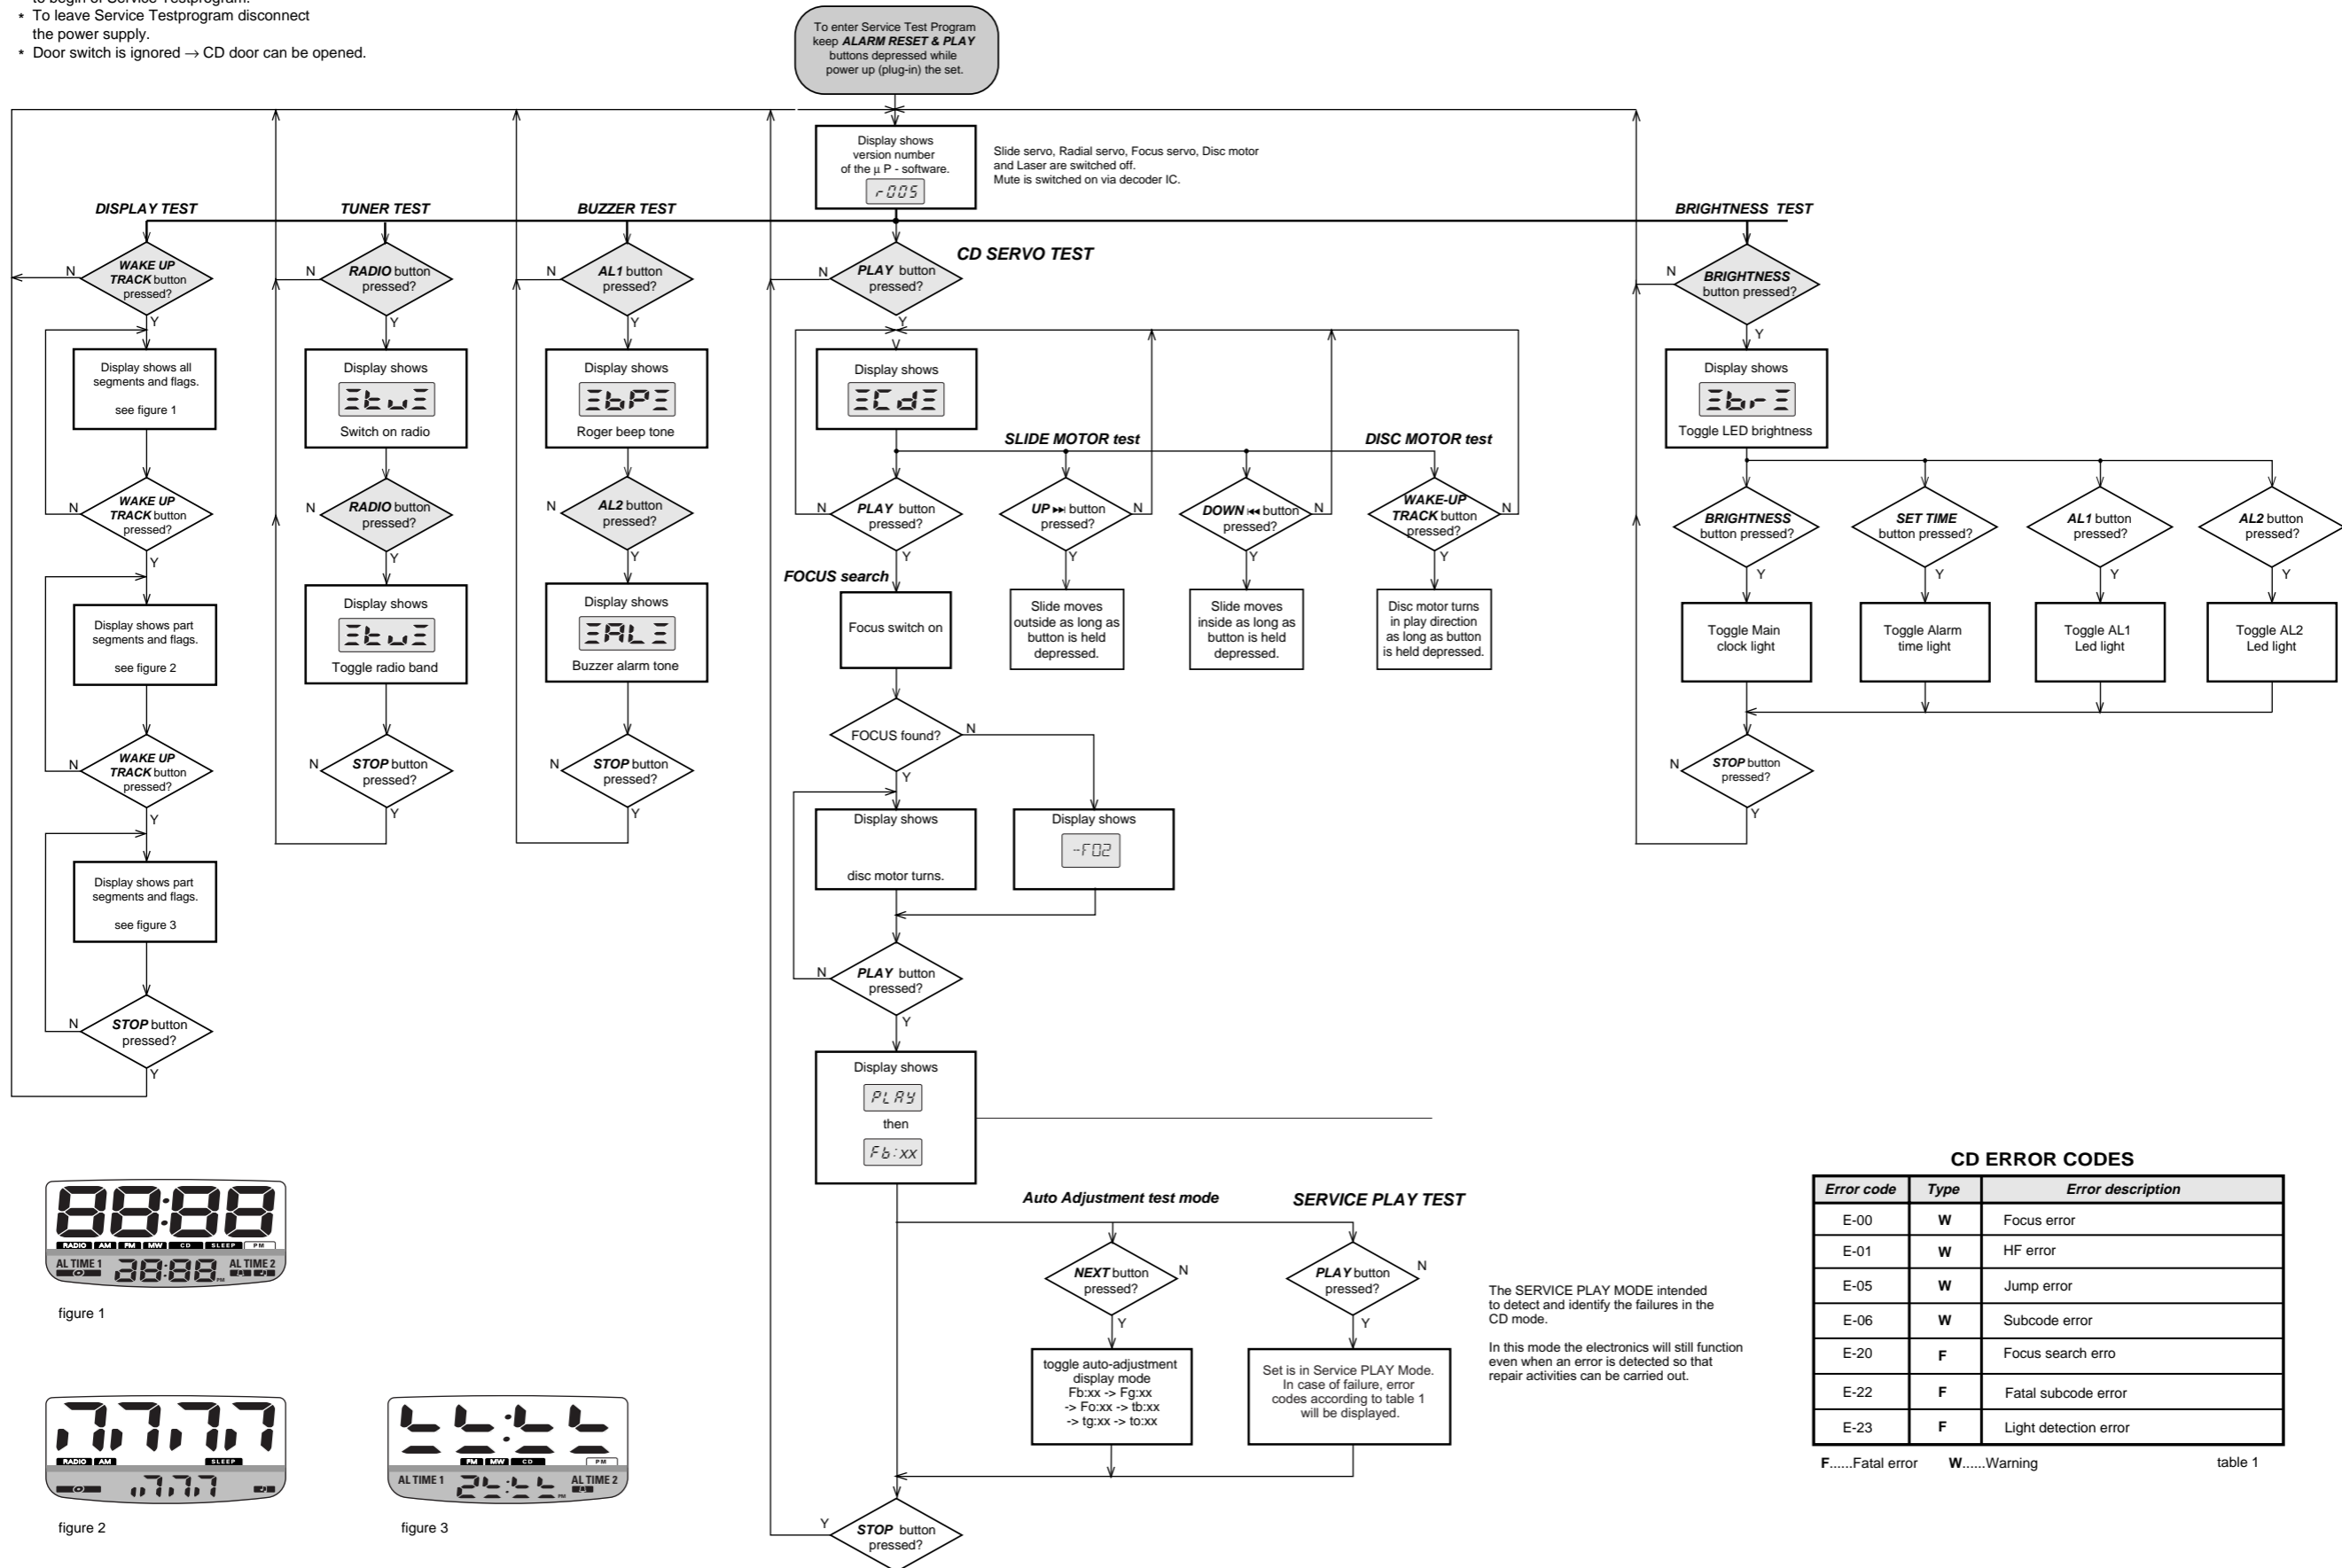 to begin of Service Testprogram.
* To leave Service Testprogram disconnect
the power supply.
* Door switch is ignored → CD door can be opened.
To enter Service Test Program
keep ALARM RESET & PLAY
buttons depressed while
power up (plug-in) the set.
Display shows
version number
of the µ P - software.
r005
Slide servo, Radial servo, Focus servo, Disc motor
and Laser are switched off.
Mute is switched on via decoder IC.
DISPLAY TEST
WAKE UP
TRACK button
pressed?
N
Y
Display shows all
segments and flags.
see figure 1
WAKE UP
TRACK button
pressed?
N
Y
Display shows part
segments and flags.
see figure 2
WAKE UP
TRACK button
pressed?
N
Y
Display shows part
segments and flags.
see figure 3
STOP button
pressed?
N
Y
TUNER TEST
RADIO button
pressed?
N
Y
Display shows
Ξtu Ξ
Switch on radio
RADIO button
pressed?
N
Y
Display shows
Ξtu Ξ
Toggle radio band
STOP button
pressed?
N
Y
BUZZER TEST
AL1 button
pressed?
N
Y
Display shows
ΞbPΞ
Roger beep tone
AL2 button
pressed?
N
Y
Display shows
ΞALΞ
Buzzer alarm tone
STOP button
pressed?
N
Y
CD SERVO TEST
PLAY button
pressed?
N
Y
Display shows
ΞCdΞ
PLAY button
pressed?
N
Y
SLIDE MOTOR test
UP ▸▸| button
pressed?
N
Y
Slide moves
outside as long as
button is held
depressed.
DOWN |◂◂ button
pressed?
N
Y
Slide moves
inside as long as
button is held
depressed.
DISC MOTOR test
WAKE-UP
TRACK button
pressed?
N
Y
Disc motor turns
in play direction
as long as button
is held depressed.
FOCUS search
Focus switch on
FOCUS found?
N
Y
Display shows
disc motor turns.
Display shows
-F02
PLAY button
pressed?
N
Y
Display shows
PLAY
then
Fb:xx
Auto Adjustment test mode
NEXT button
pressed?
N
Y
toggle auto-adjustment
display mode
Fb:xx -> Fg:xx
-> Fo:xx -> tb:xx
-> tg:xx -> to:xx
SERVICE PLAY TEST
PLAY button
pressed?
N
Y
Set is in Service PLAY Mode.
In case of failure, error
codes according to table 1
will be displayed.
The SERVICE PLAY MODE intended
to detect and identify the failures in the
CD mode.
In this mode the electronics will still function
even when an error is detected so that
repair activities can be carried out.
STOP button
pressed?
Y
BRIGHTNESS TEST
BRIGHTNESS
button pressed?
N
Y
Display shows
Ξbr Ξ
Toggle LED brightness
BRIGHTNESS
button pressed?
Y
Toggle Main
clock light
SET TIME
button pressed?
Y
Toggle Alarm
time light
AL1 button
pressed?
Y
Toggle AL1
Led light
AL2 button
pressed?
Y
Toggle AL2
Led light
STOP button
pressed?
N
Y
88:88
RADIO AM FM MW CD SLEEP PM
AL TIME 1 28:88 PM AL TIME 2
figure 1
RADIO AM SLEEP
figure 2
FM MW CD PM
AL TIME 1 PM AL TIME 2
figure 3
CD ERROR CODES
Error code Type Error description
E-00 W Focus error
E-01 W HF error
E-05 W Jump error
E-06 W Subcode error
E-20 F Focus search erro
E-22 F Fatal subcode error
E-23 F Light detection error
F......Fatal error W......Warning table 1